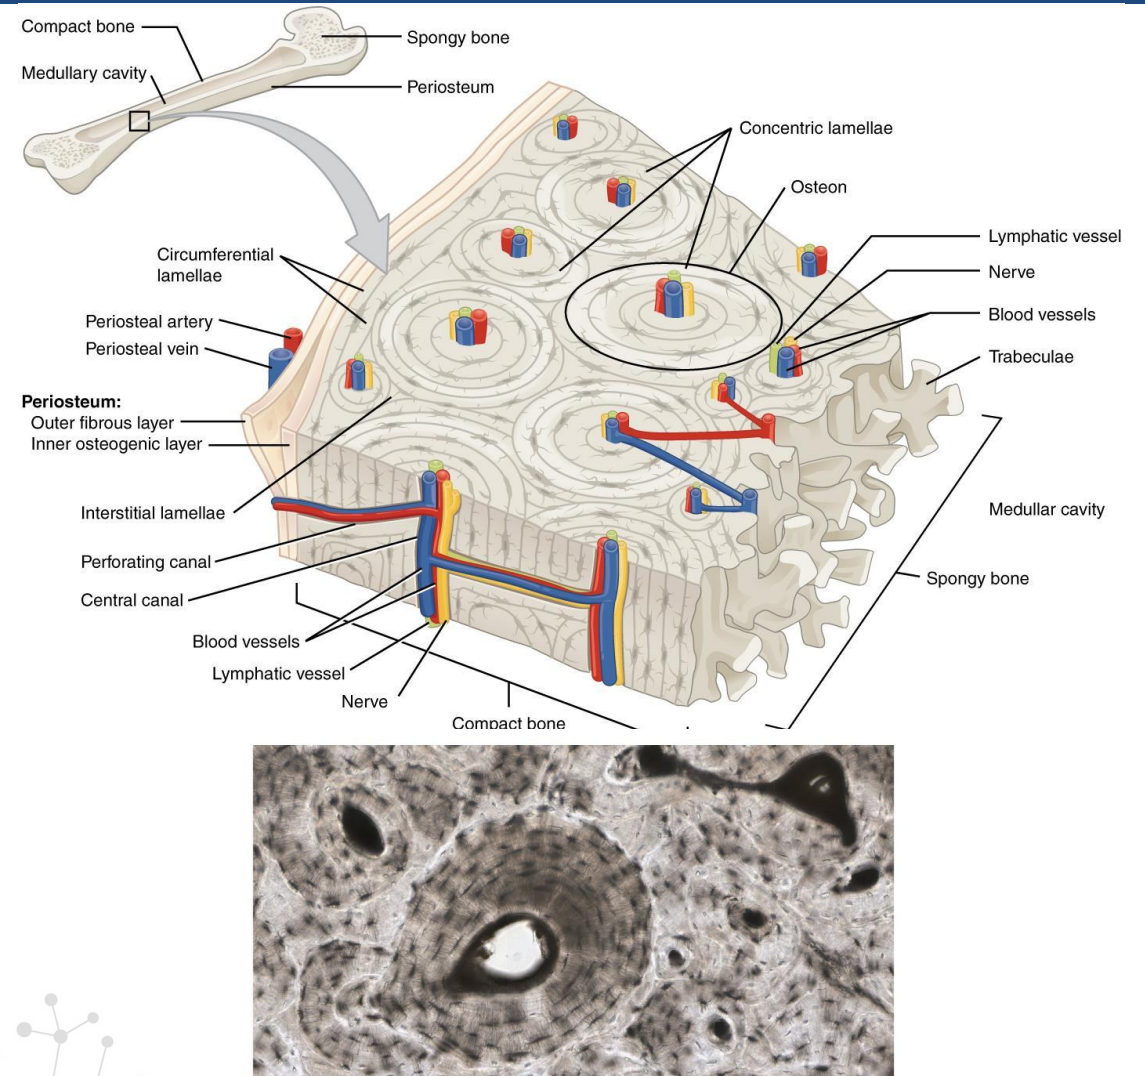 Compact bone
Spongy bone
Medullary cavity
Periosteum
Concentric lamellae
Osteon
Lymphatic vessel
Nerve
Blood vessels
Trabeculae
Circumferential
lamellae
Periosteal artery
Periosteal vein
Periosteum:
Outer fibrous layer
Inner osteogenic layer
Interstitial lamellae
Perforating canal
Central canal
Blood vessels
Lymphatic vessel
Nerve
Compact bone
Medullar cavity
Spongy bone